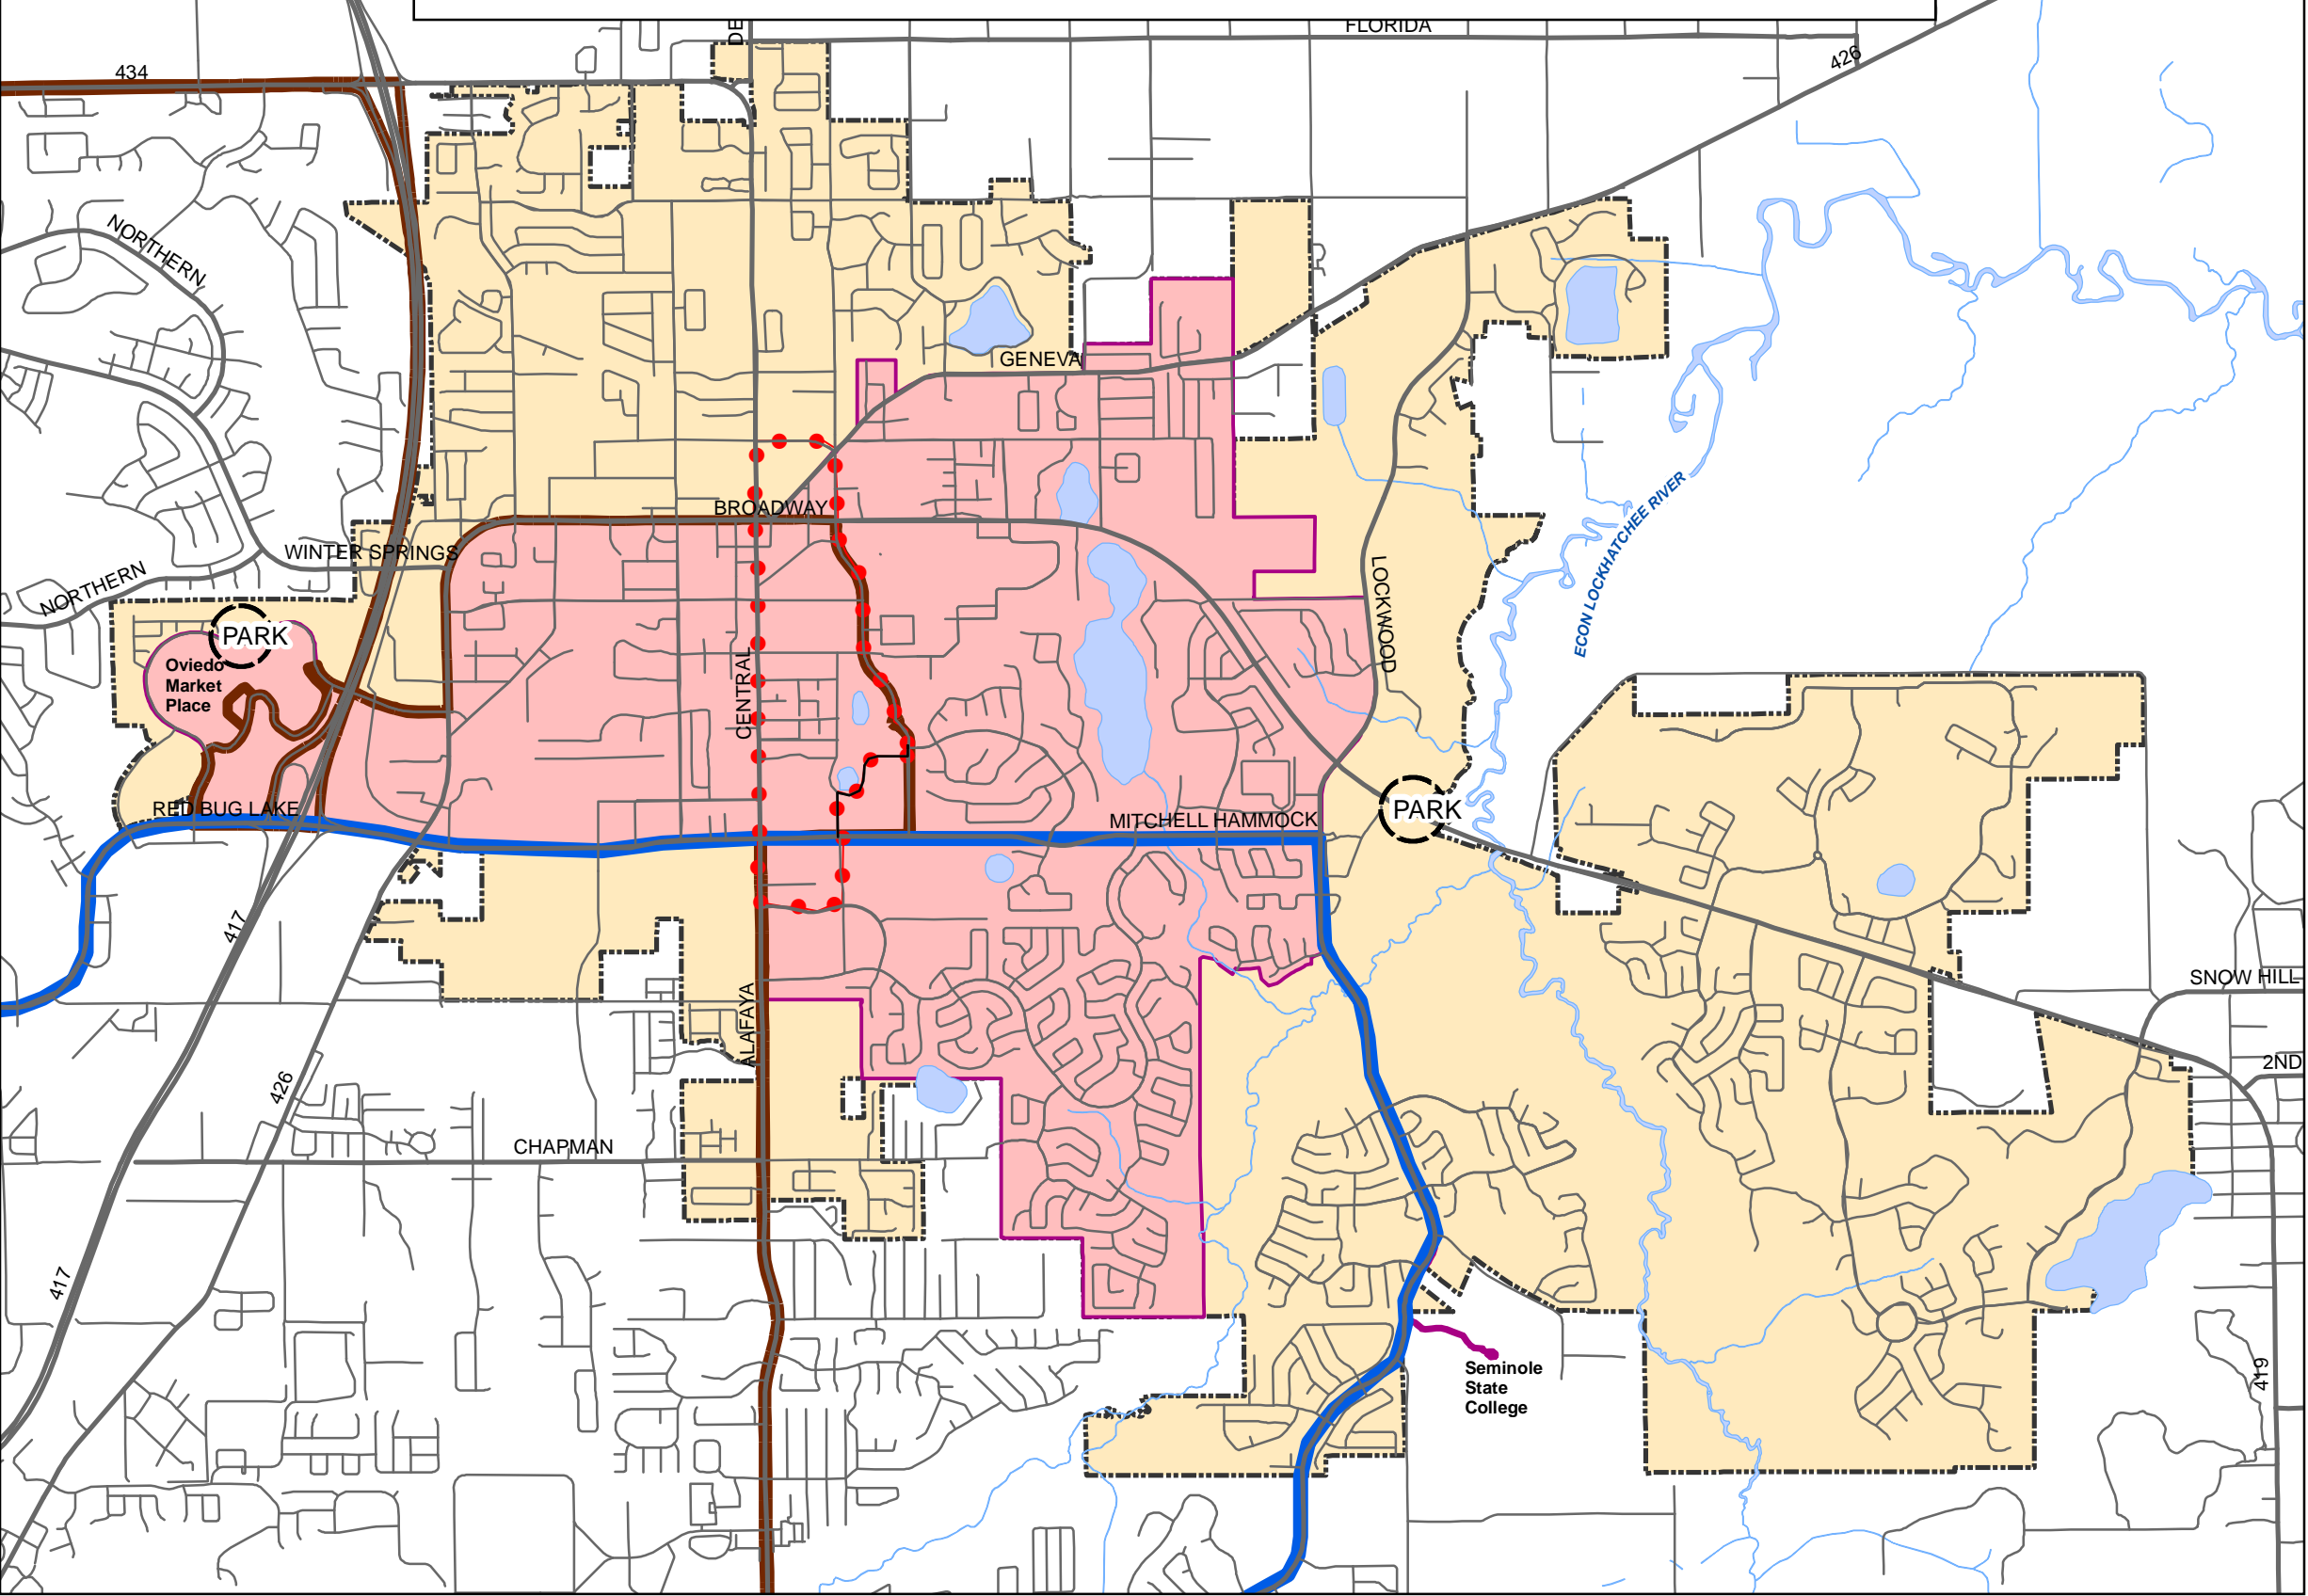 FLORIDA
DE
426
434
NORTHERN
GENEVA
BROADWAY
WINTER SPRINGS
NORTHERN
ECON LOCKHATCHEE RIVER
LOCKWOOD
PARK
Oviedo
Market
Place
CENTRAL
RED BUG LAKE
MITCHELL HAMMOCK
PARK
417
SNOW HILL
ALAFAYA
426
2ND
CHAPMAN
417
Seminole
State
College
419